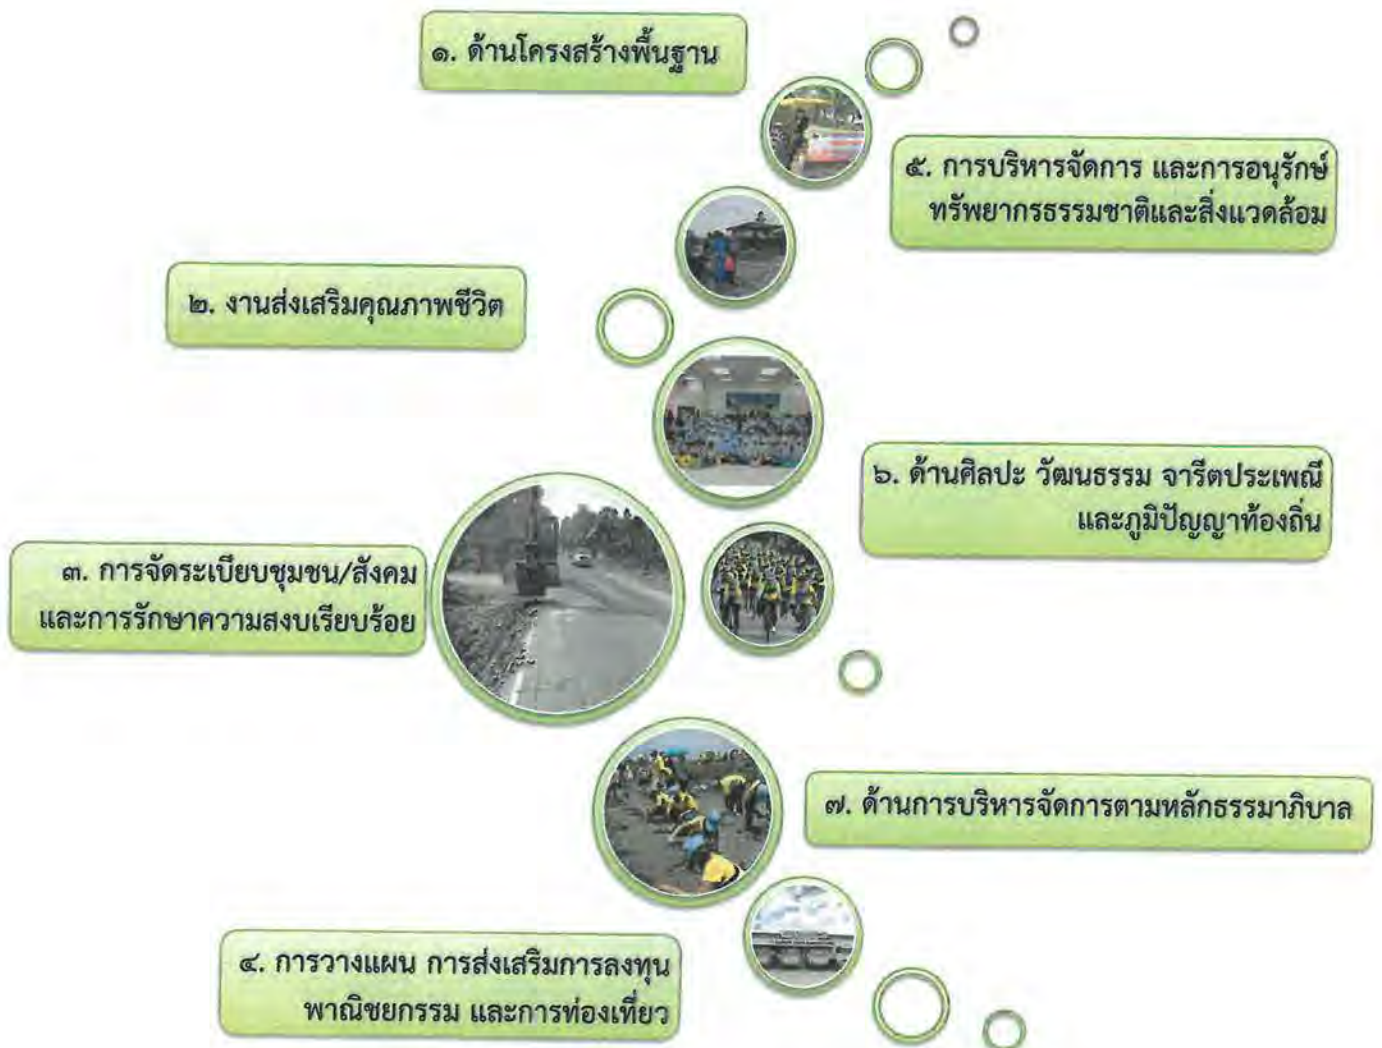 ๑. ด้านโครงสร้างพื้นฐาน
๒. งานส่งเสริมคุณภาพชีวิต
๓. การจัดระเบียบชุมชน/สังคม
และการรักษาความสงบเรียบร้อย
๔. การวางแผน การส่งเสริมการลงทุน
พาณิชยกรรม และการท่องเที่ยว
๕. การบริหารจัดการ และการอนุรักษ์
ทรัพยากรธรรมชาติและสิ่งแวดล้อม
๖. ด้านศิลปะ วัฒนธรรม จารีตประเพณี
และภูมิปัญญาท้องถิ่น
๗. ด้านการบริหารจัดการตามหลักธรรมาภิบาล